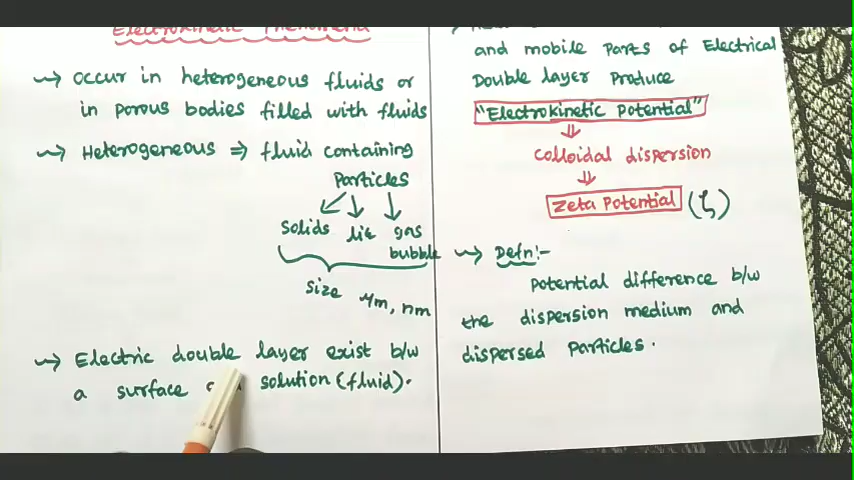 Electrokinetic Phenomena
occur in heterogeneous fluids or
in porous bodies filled with fluids
Heterogeneous ⇒ fluid containing
Particles
solids liq gas
bubble
size μm, nm
Electric double layer exist b/w
a surface solution (fluid).
and mobile parts of Electrical
Double layer Produce
"Electrokinetic Potential"
colloidal dispersion
Zeta Potential (ζ)
Defn:-
Potential difference b/w
the dispersion medium and
dispersed Particles.